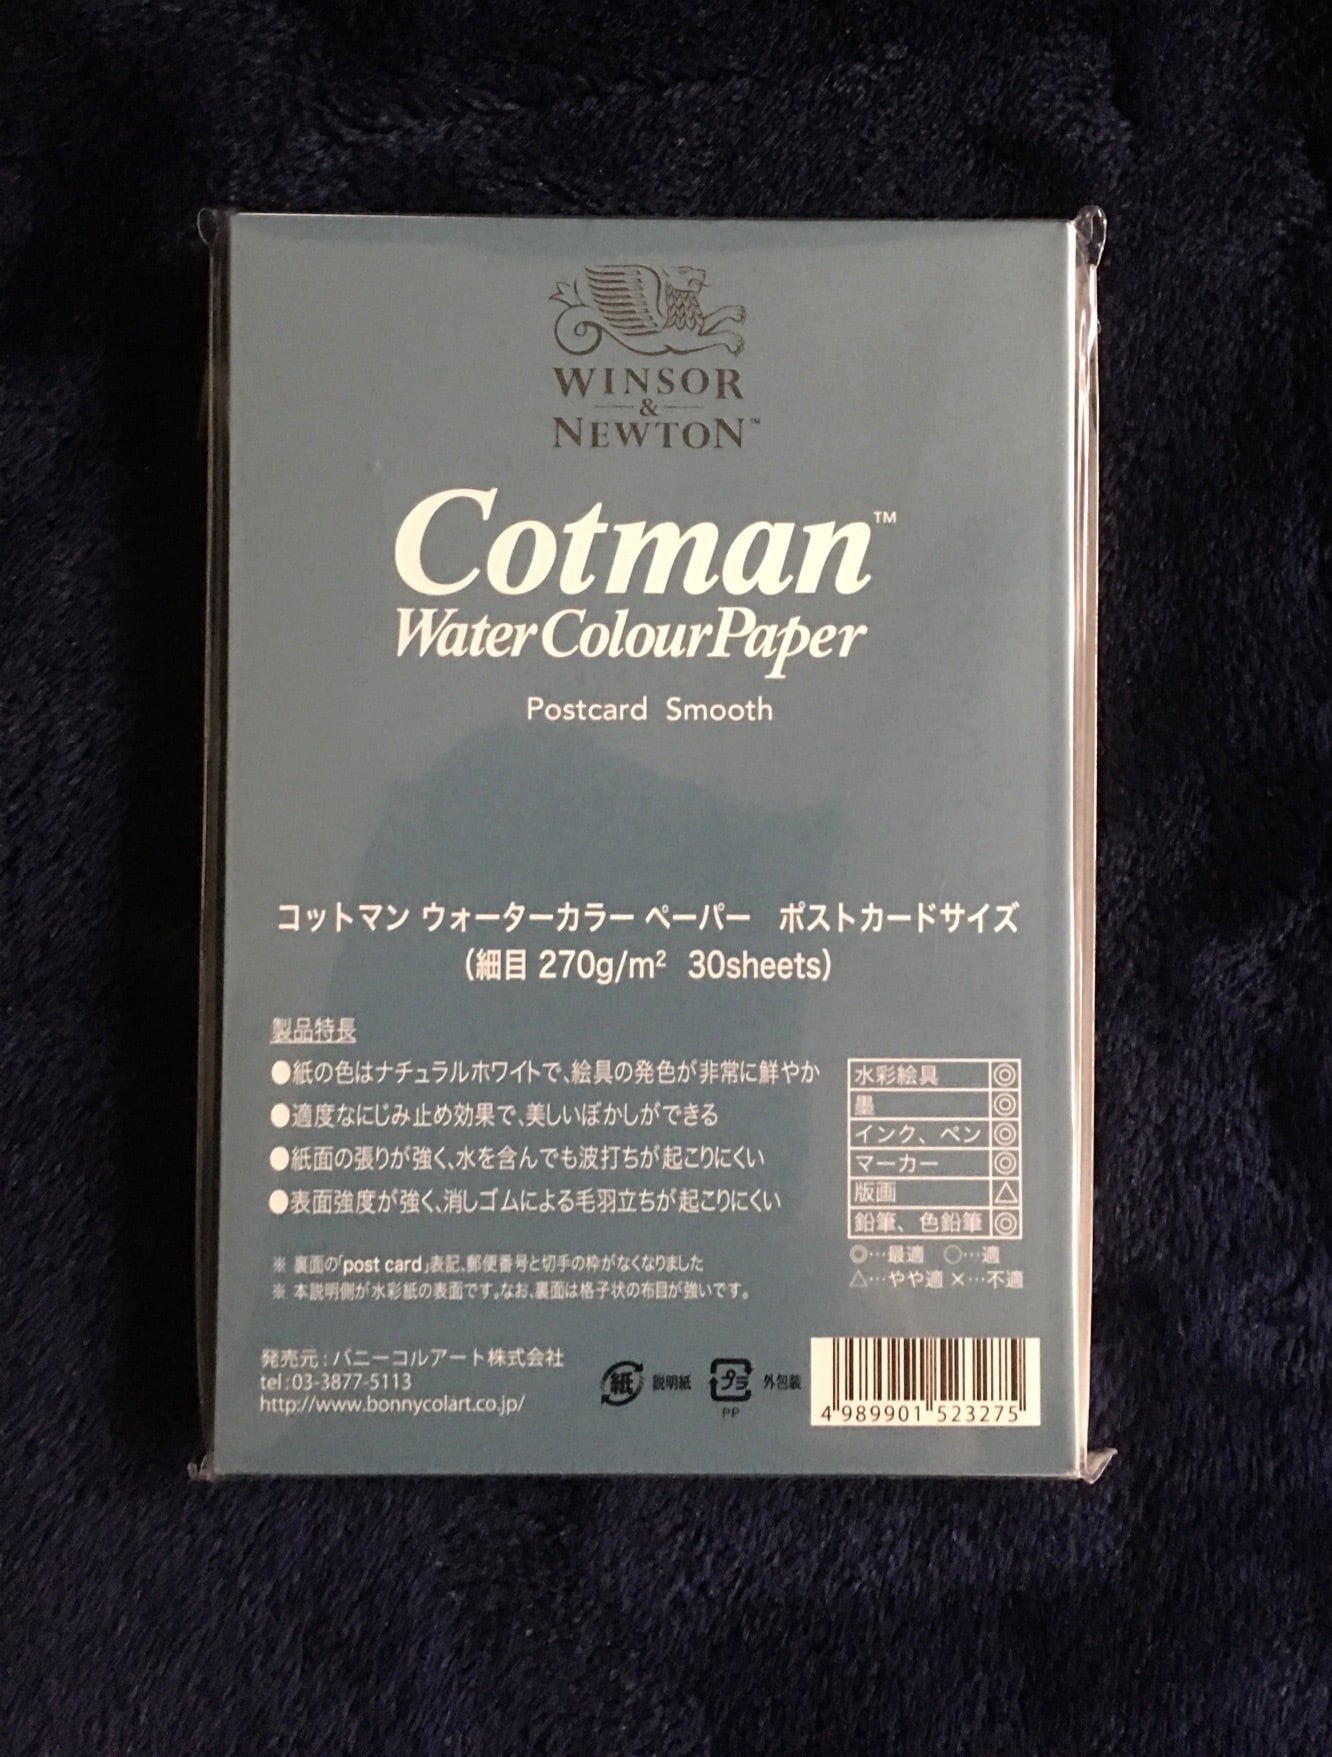 WINSOR
&
NEWTON™
Cotman™
Water Colour Paper
Postcard Smooth
コットマン ウォーターカラー ペーパー ポストカードサイズ
（細目 270g/m² 30sheets）
製品特長
●紙の色はナチュラルホワイトで、絵具の発色が非常に鮮やか
●適度なにじみ止め効果で、美しいぼかしができる
●紙面の張りが強く、水を含んでも波打ちが起こりにくい
●表面強度が強く、消しゴムによる毛羽立ちが起こりにくい
水彩絵具 ◎
墨 ◎
インク、ペン ◎
マーカー ◎
版画 △
鉛筆、色鉛筆 ◎
◎…最適 ○…適
△…やや適 ×…不適
※ 裏面の「post card」表記、郵便番号と切手の枠がなくなりました
※ 本説明側が水彩紙の表面です。なお、裏面は格子状の布目が強いです。
発売元：バニーコルアート株式会社
tel:03-3877-5113
http://www.bonnycolart.co.jp/
紙 説明紙
プラ 外包装
PP
4 989901 523275